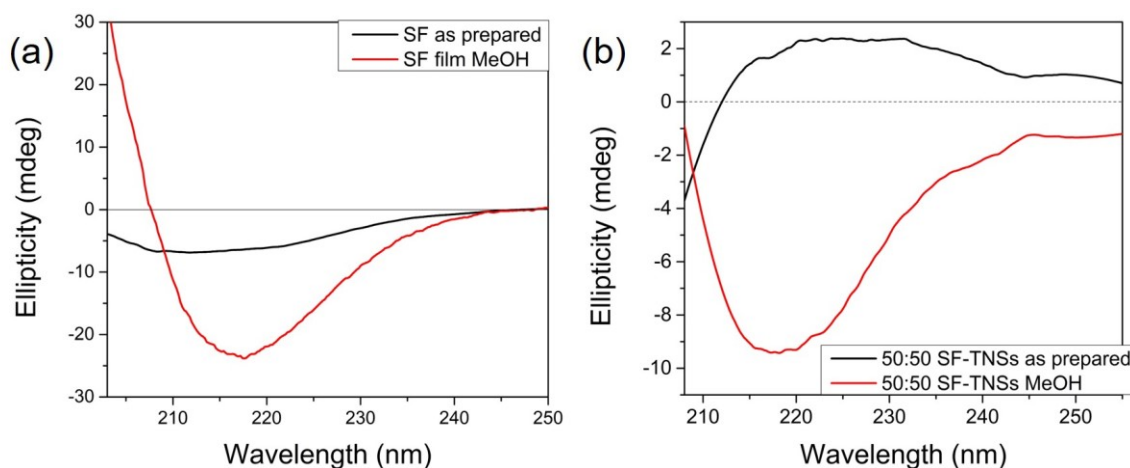 (a)
SF as prepared
SF film MeOH
30
20
10
0
-10
-20
-30
Ellipticity (mdeg)
210 220 230 240 250
Wavelength (nm)
(b)
2
0
-2
-4
-6
-8
-10
Ellipticity (mdeg)
50:50 SF-TNSs as prepared
50:50 SF-TNSs MeOH
210 220 230 240 250
Wavelength (nm)